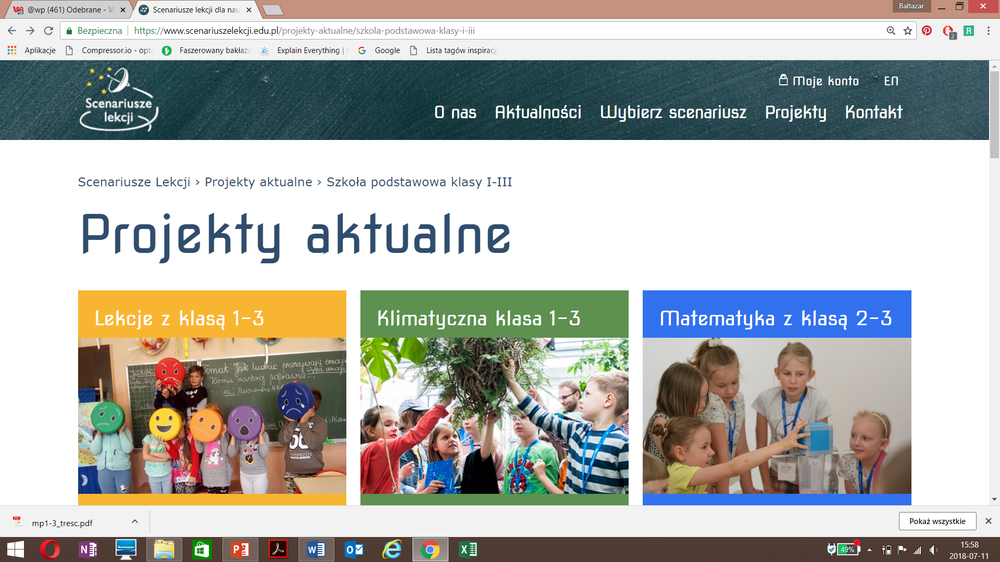 @wp (461) Odebrane - W
Scenariusze lekcji dla nau
Baltazar
Bezpieczna
https://www.scenariuszelekcji.edu.pl/projekty-aktualne/szkola-podstawowa-klasy-i-iii
2
Aplikacje
Compressor.io - opti
Faszerowany bakłaża
Explain Everything |
Google
Lista tagów inspiracji
Scenariusze
lekcji
Moje konto
EN
O nas
Aktualności
Wybierz scenariusz
Projekty
Kontakt
Scenariusze Lekcji › Projekty aktualne › Szkoła podstawowa klasy I-III
Projekty aktualne
Lekcje z klasą 1-3
Klimatyczna klasa 1-3
Matematyka z klasą 2-3
Temat: Jak ludzie przeżywają emocje
Komu nastrój poprawia...
mp1-3_tresc.pdf
Pokaż wszystkie
49%
15:58
2018-07-11